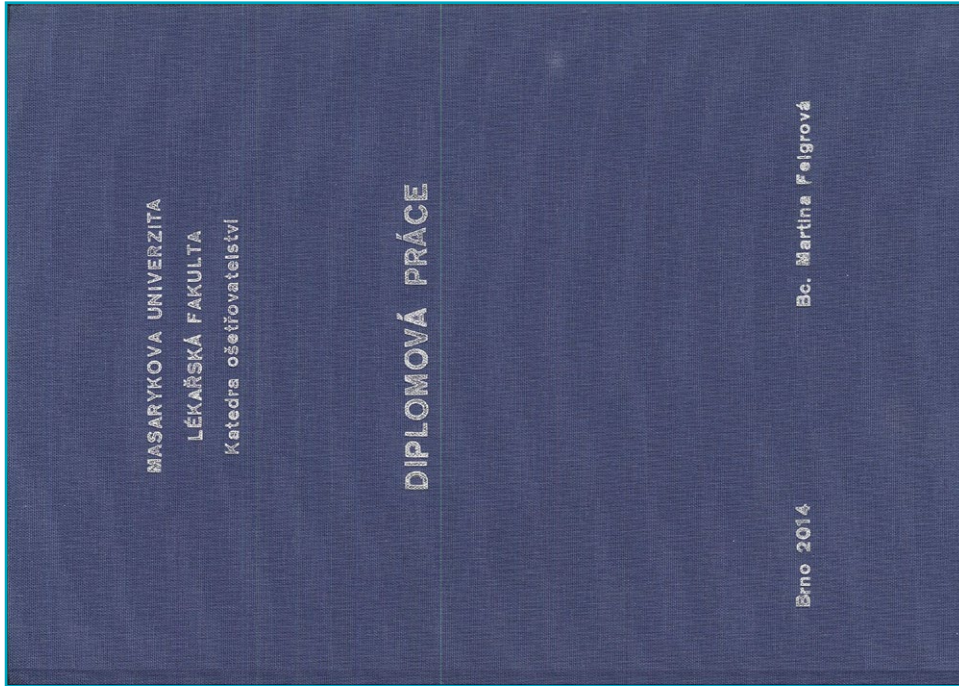 MASARYKOVA UNIVERZITA
LÉKAŘSKÁ FAKULTA
Katedra ošetřovatelství
DIPLOMOVÁ PRÁCE
Brno 2014 Bc. Martina Felgrová